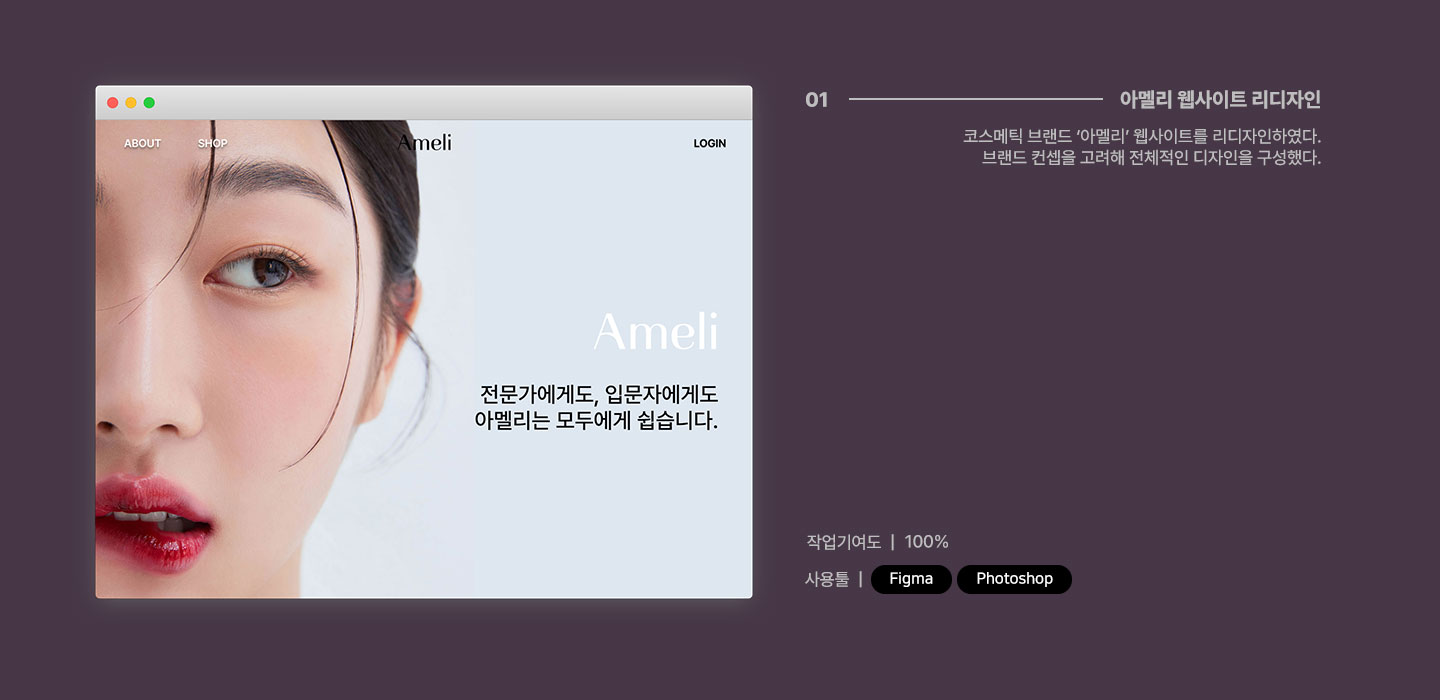 ABOUT SHOP Ameli LOGIN
Ameli
전문가에게도, 입문자에게도
아멜리는 모두에게 쉽습니다.
01 아멜리 웹사이트 리디자인
코스메틱 브랜드 ‘아멜리’ 웹사이트를 리디자인하였다.
브랜드 컨셉을 고려해 전체적인 디자인을 구성했다.
작업기여도 | 100%
사용툴 | Figma Photoshop